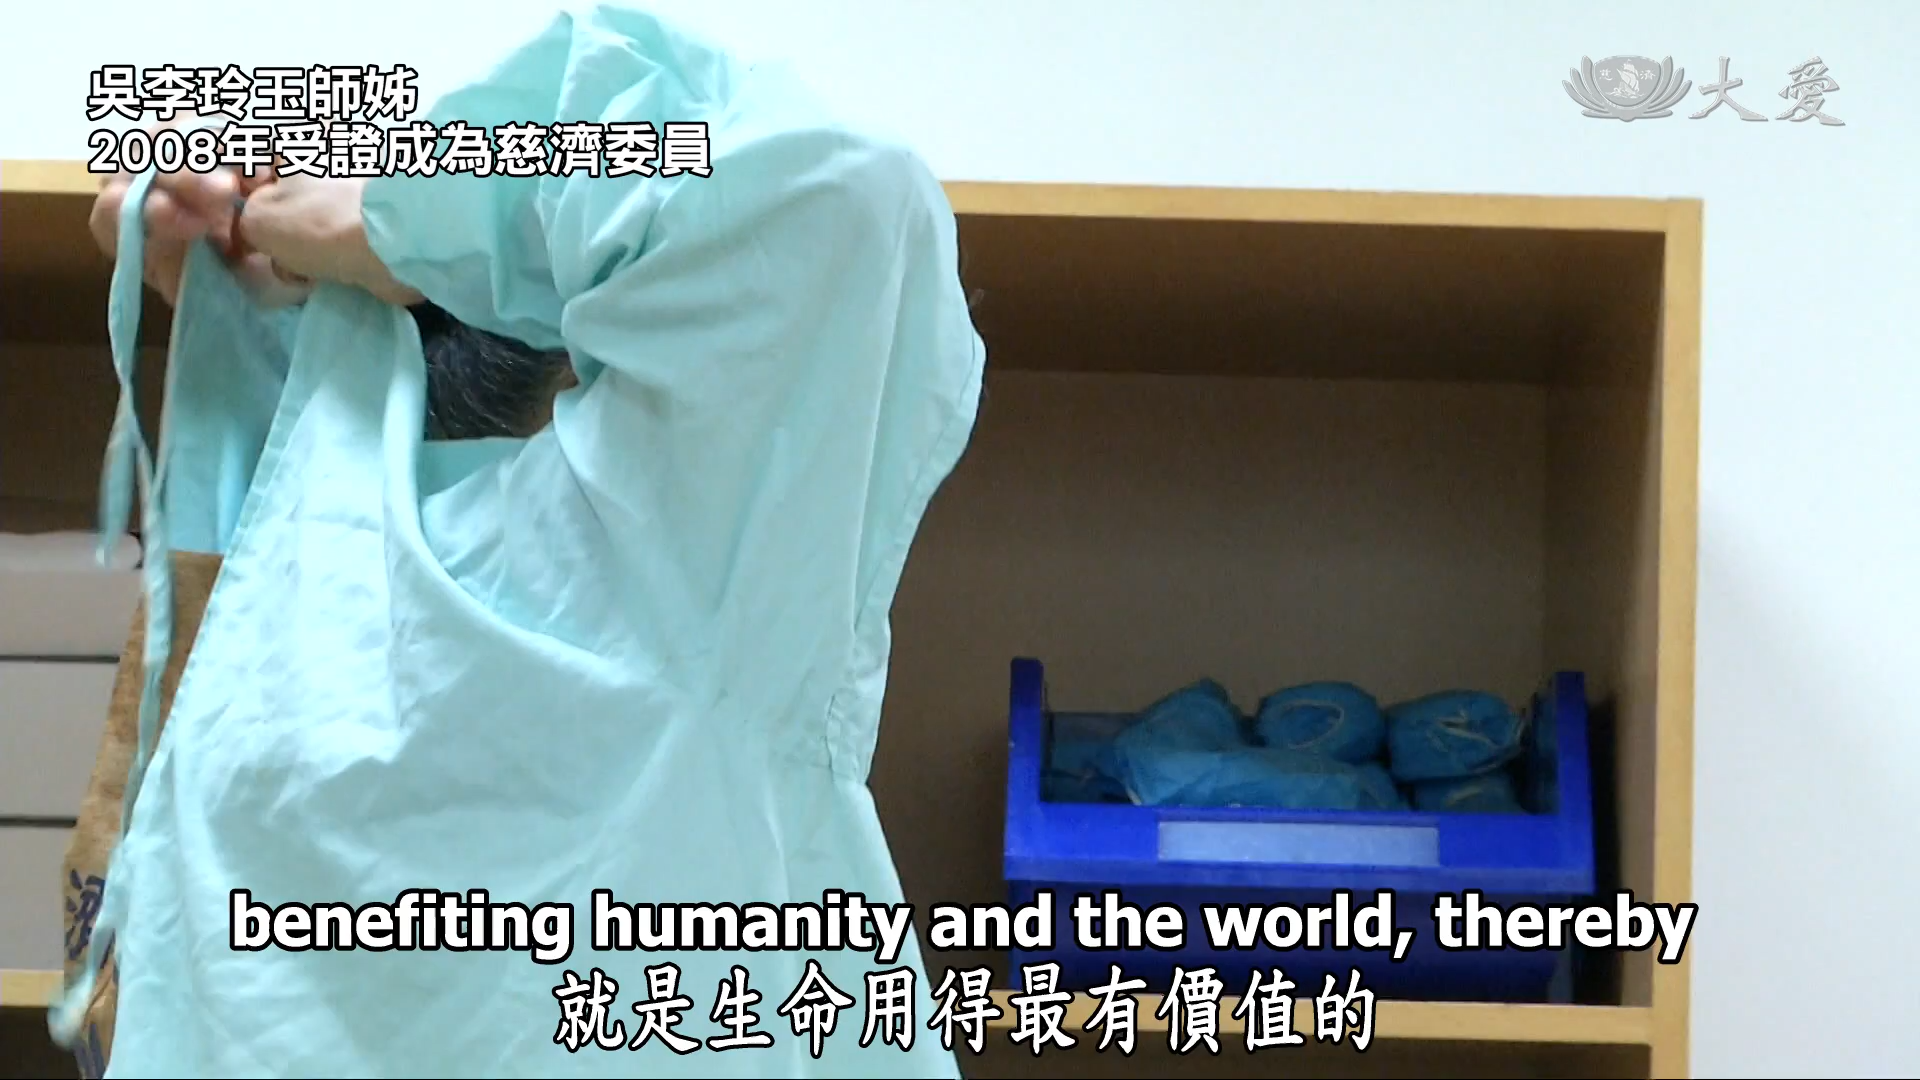 吳李玲玉師姊
2008年受證成為慈濟委員
慈濟
大愛
benefiting humanity and the world, thereby
就是生命用得最有價值的